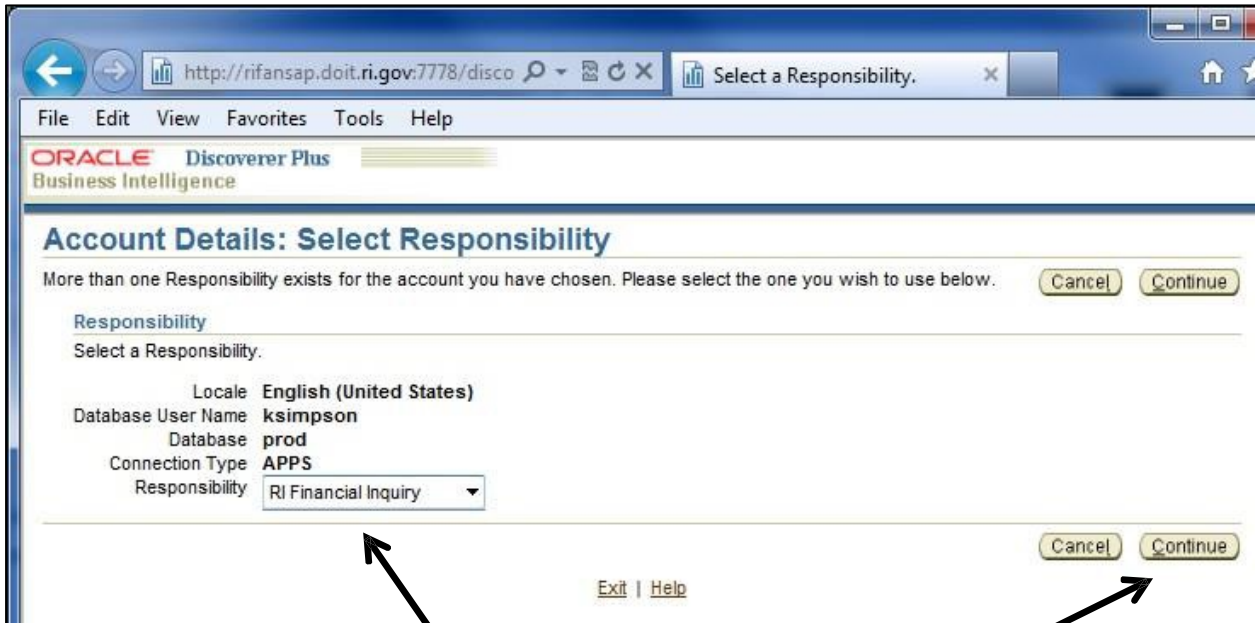 http://rifansap.doit.ri.gov:7778/disco
Select a Responsibility.
File Edit View Favorites Tools Help
ORACLE Discoverer Plus
Business Intelligence
Account Details: Select Responsibility
More than one Responsibility exists for the account you have chosen. Please select the one you wish to use below. Cancel Continue
Responsibility
Select a Responsibility.
Locale English (United States)
Database User Name ksimpson
Database prod
Connection Type APPS
Responsibility RI Financial Inquiry
Cancel Continue
Exit | Help